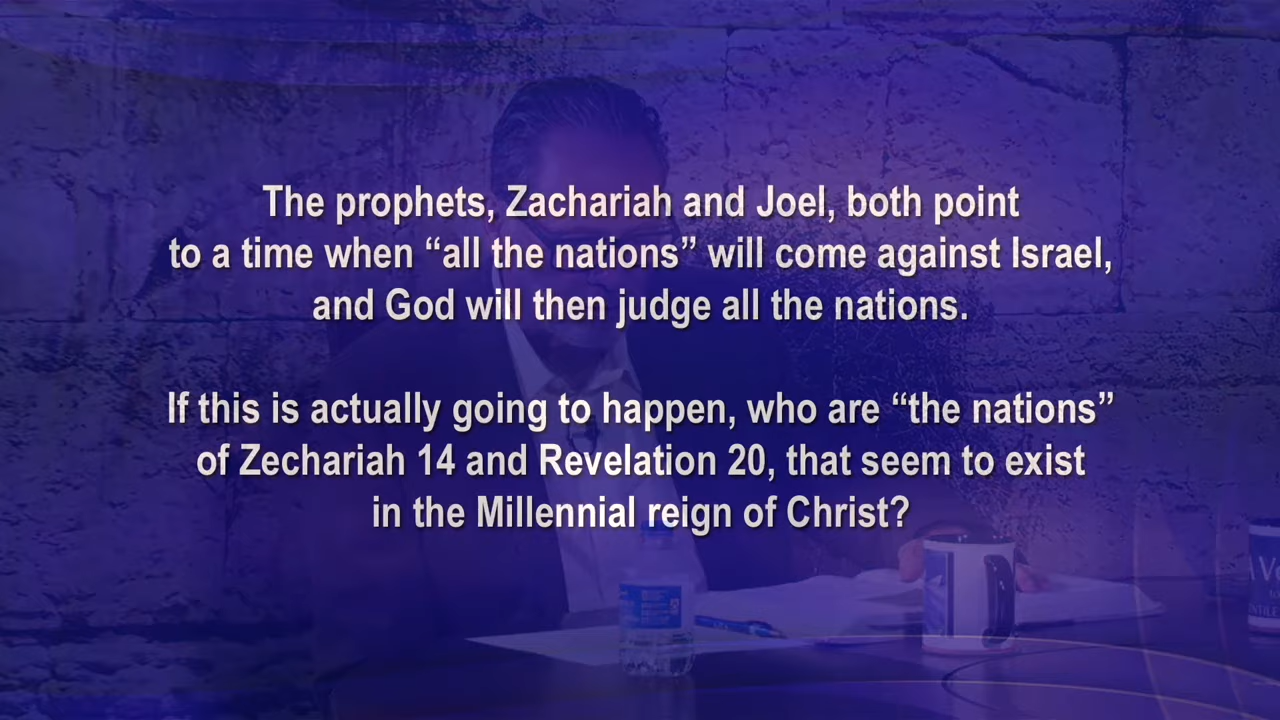 The prophets, Zachariah and Joel, both point
to a time when “all the nations” will come against Israel,
and God will then judge all the nations.
If this is actually going to happen, who are “the nations”
of Zechariah 14 and Revelation 20, that seem to exist
in the Millennial reign of Christ?